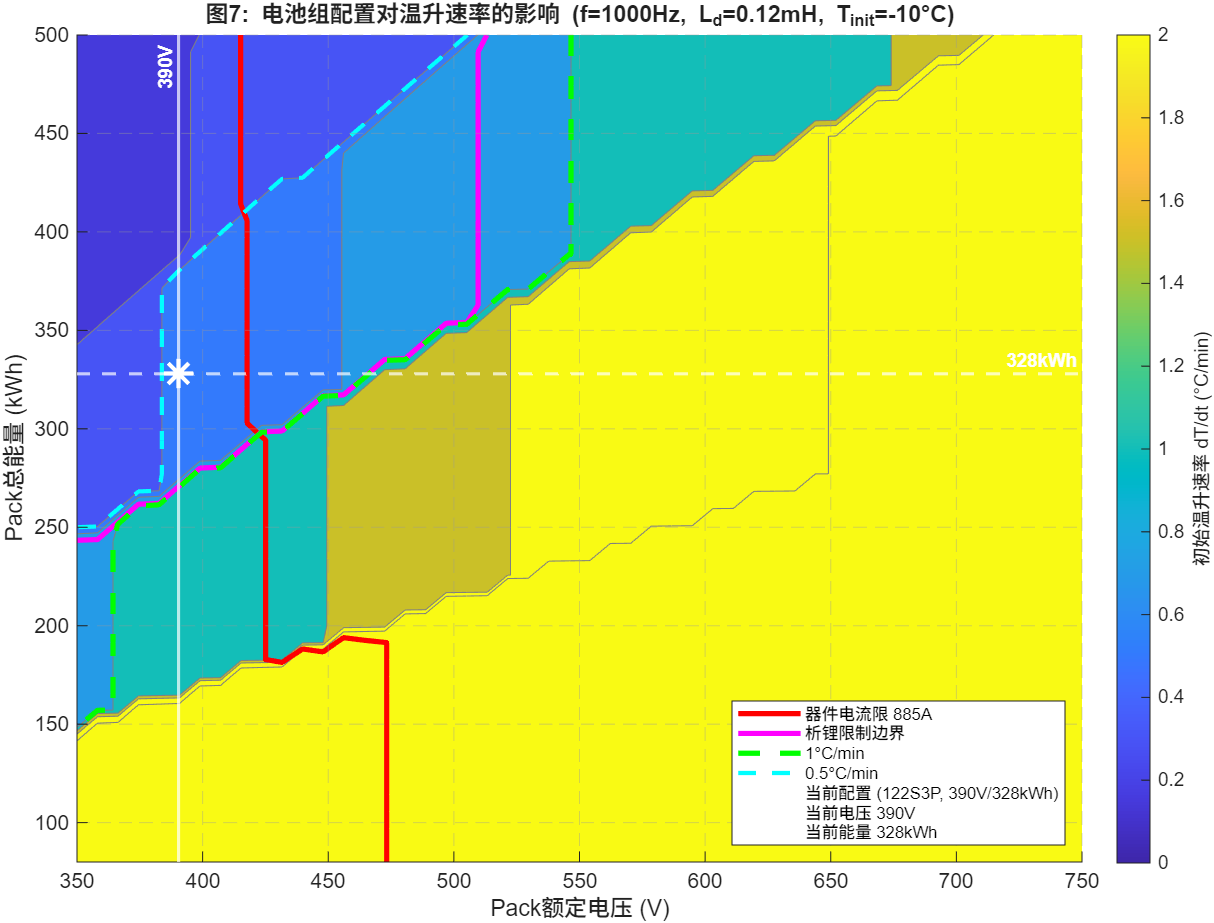 图7: 电池组配置对温升速率的影响 (f=1000Hz, Ld=0.12mH, Tinit=-10°C)
390V
328kWh
500
450
400
350
300
250
200
150
100
Pack总能量 (kWh)
350
400
450
500
550
600
650
700
750
Pack额定电压 (V)
器件电流限 885A
析锂限制边界
1°C/min
0.5°C/min
当前配置 (122S3P, 390V/328kWh)
当前电压 390V
当前能量 328kWh
2
1.8
1.6
1.4
1.2
1
0.8
0.6
0.4
0.2
0
初始温升速率 dT/dt (°C/min)